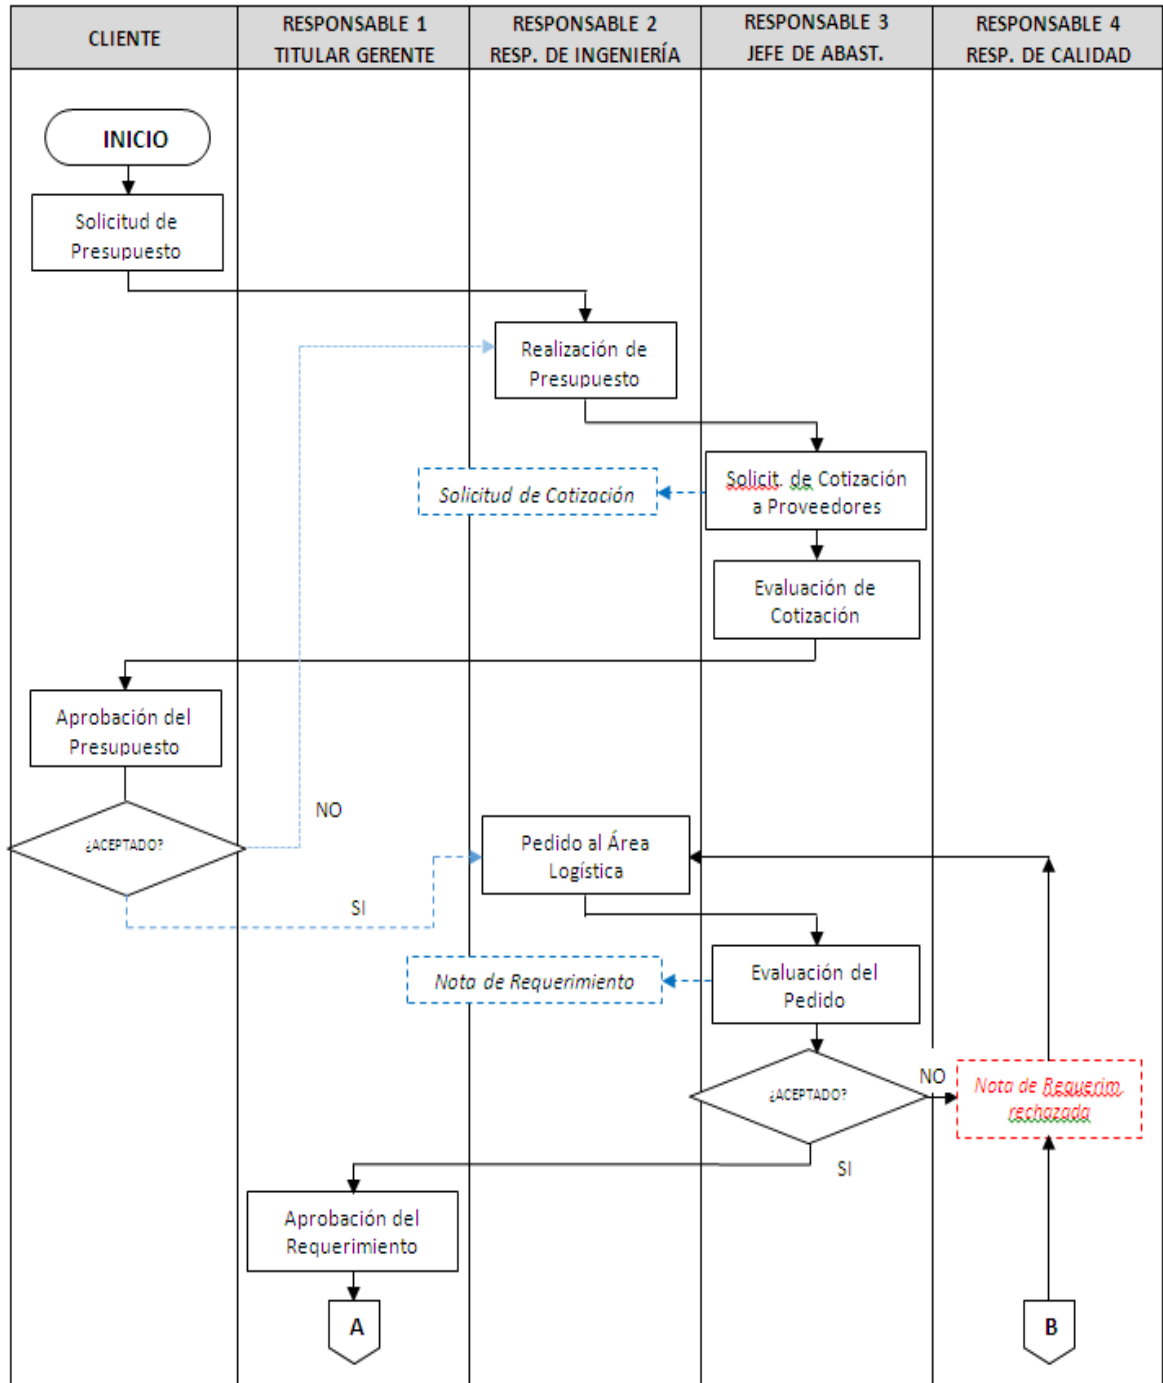 CLIENTE
RESPONSABLE 1
TITULAR GERENTE
RESPONSABLE 2
RESP. DE INGENIERÍA
RESPONSABLE 3
JEFE DE ABAST.
RESPONSABLE 4
RESP. DE CALIDAD
INICIO
Solicitud de
Presupuesto
Realización de
Presupuesto
Solicitud de Cotización
Solicit. de Cotización
a Proveedores
Evaluación de
Cotización
Aprobación del
Presupuesto
NO
¿ACEPTADO?
Pedido al Área
Logística
SI
Nota de Requerimiento
Evaluación del
Pedido
¿ACEPTADO?
NO
Nota de Requerim.
rechazada
SI
Aprobación del
Requerimiento
A
B